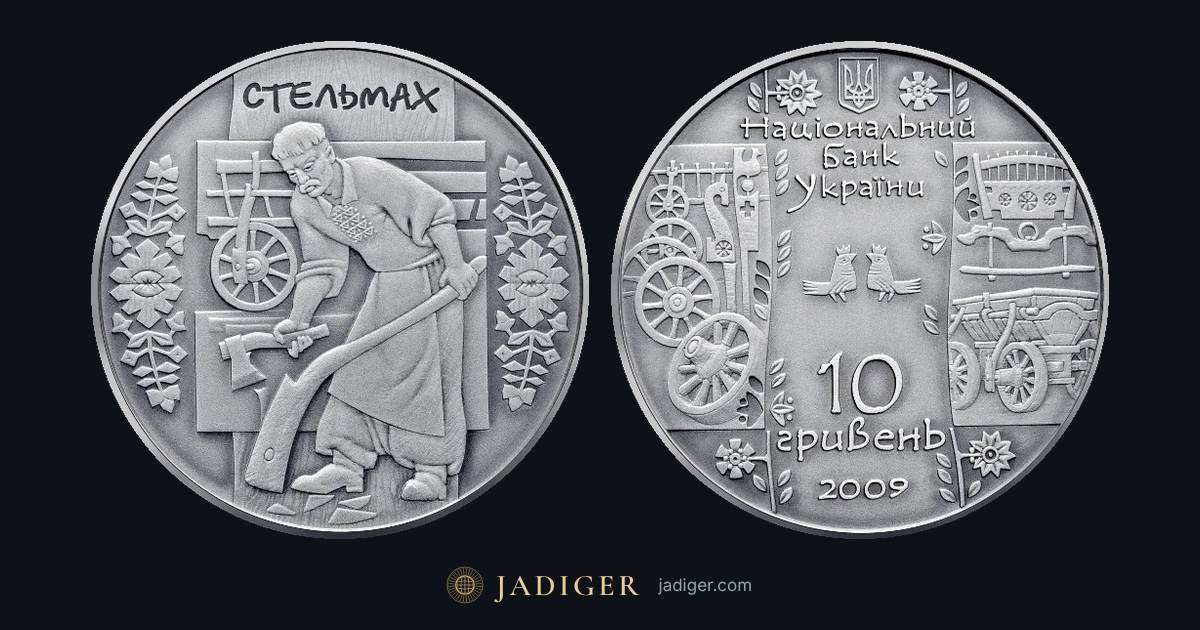 СТЕЛЬМАХ
Національний
Банк
України
10
гривень
2009
JADIGER jadiger.com